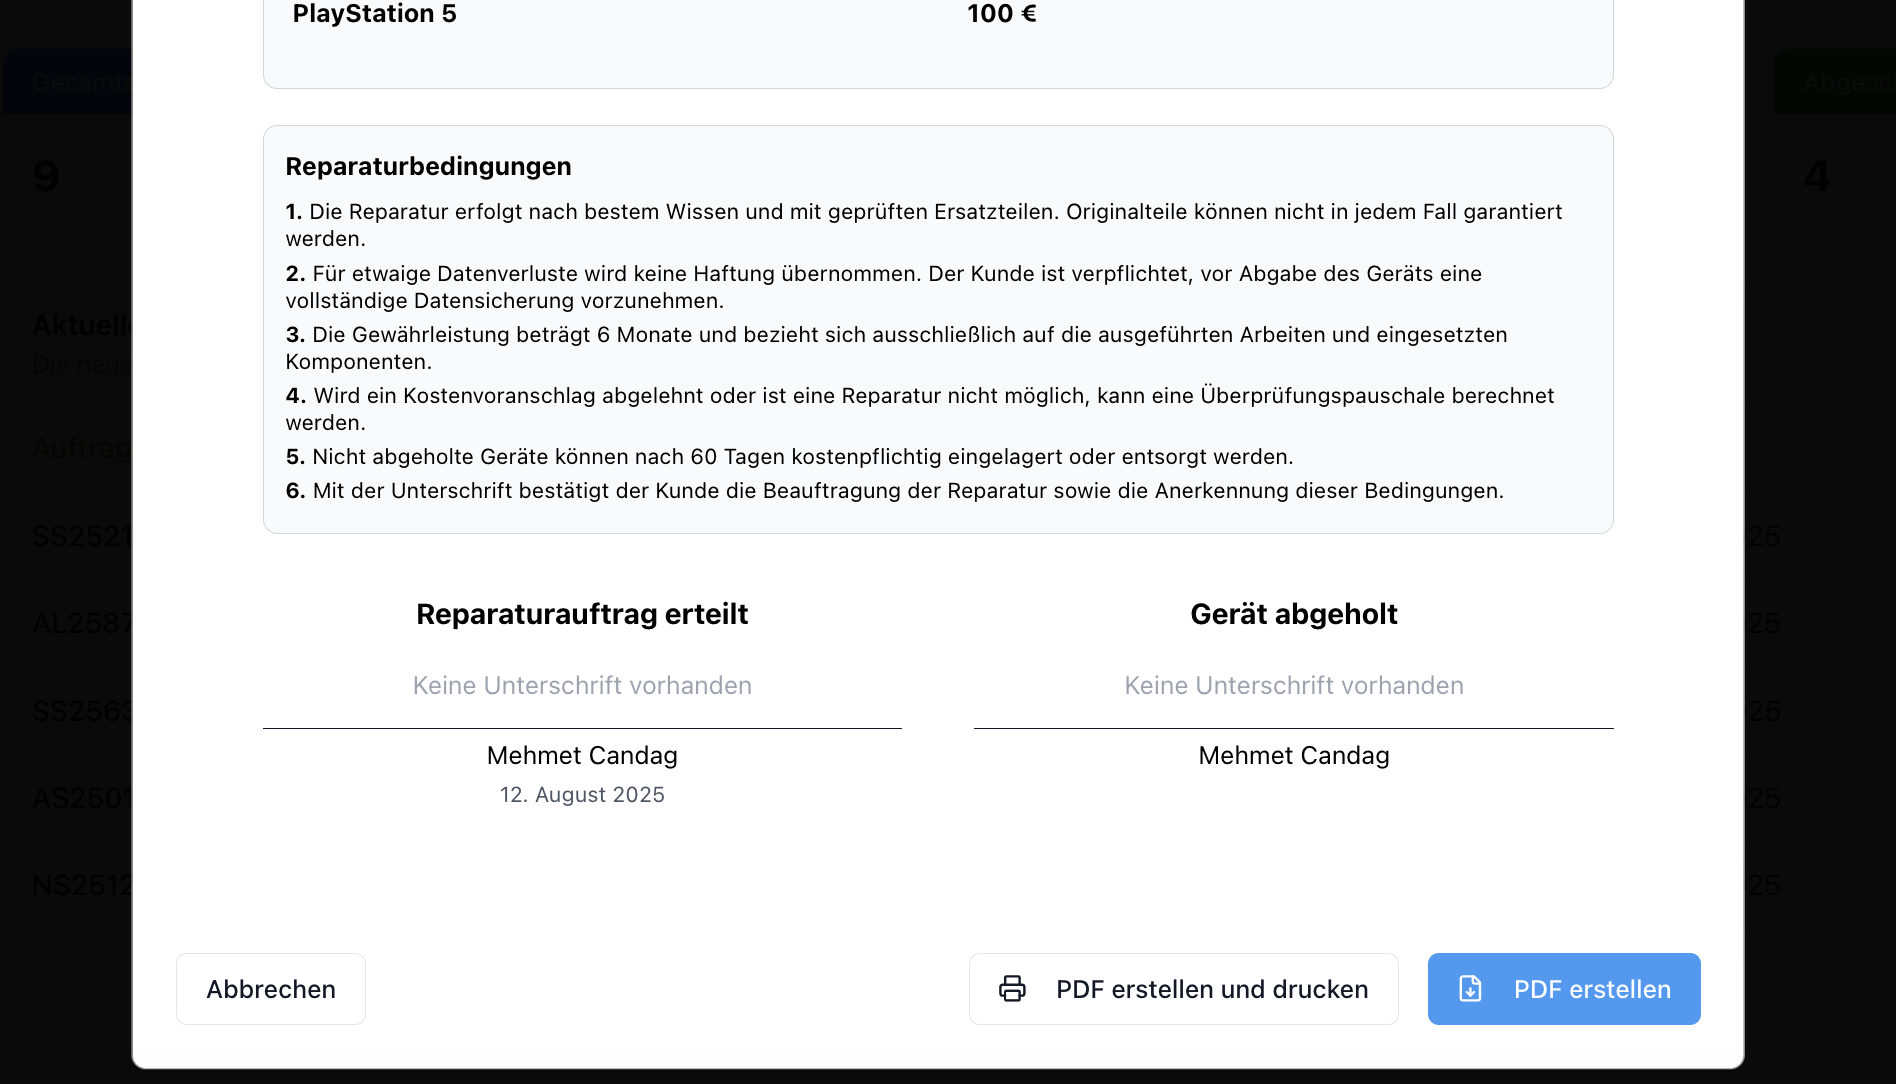 PlayStation 5 100 €
Gesamt
Abgesc
9
4
Reparaturbedingungen
1. Die Reparatur erfolgt nach bestem Wissen und mit geprüften Ersatzteilen. Originalteile können nicht in jedem Fall garantiert
werden.
2. Für etwaige Datenverluste wird keine Haftung übernommen. Der Kunde ist verpflichtet, vor Abgabe des Geräts eine
vollständige Datensicherung vorzunehmen.
3. Die Gewährleistung beträgt 6 Monate und bezieht sich ausschließlich auf die ausgeführten Arbeiten und eingesetzten
Komponenten.
4. Wird ein Kostenvoranschlag abgelehnt oder ist eine Reparatur nicht möglich, kann eine Überprüfungspauschale berechnet
werden.
5. Nicht abgeholte Geräte können nach 60 Tagen kostenpflichtig eingelagert oder entsorgt werden.
6. Mit der Unterschrift bestätigt der Kunde die Beauftragung der Reparatur sowie die Anerkennung dieser Bedingungen.
Aktuell
Die neue
Auftrag
SS2521 25
AL2587 25
SS2563 25
AS2501 25
NS2512 25
Reparaturauftrag erteilt
Keine Unterschrift vorhanden
Mehmet Candag
12. August 2025
Gerät abgeholt
Keine Unterschrift vorhanden
Mehmet Candag
Abbrechen
PDF erstellen und drucken
PDF erstellen